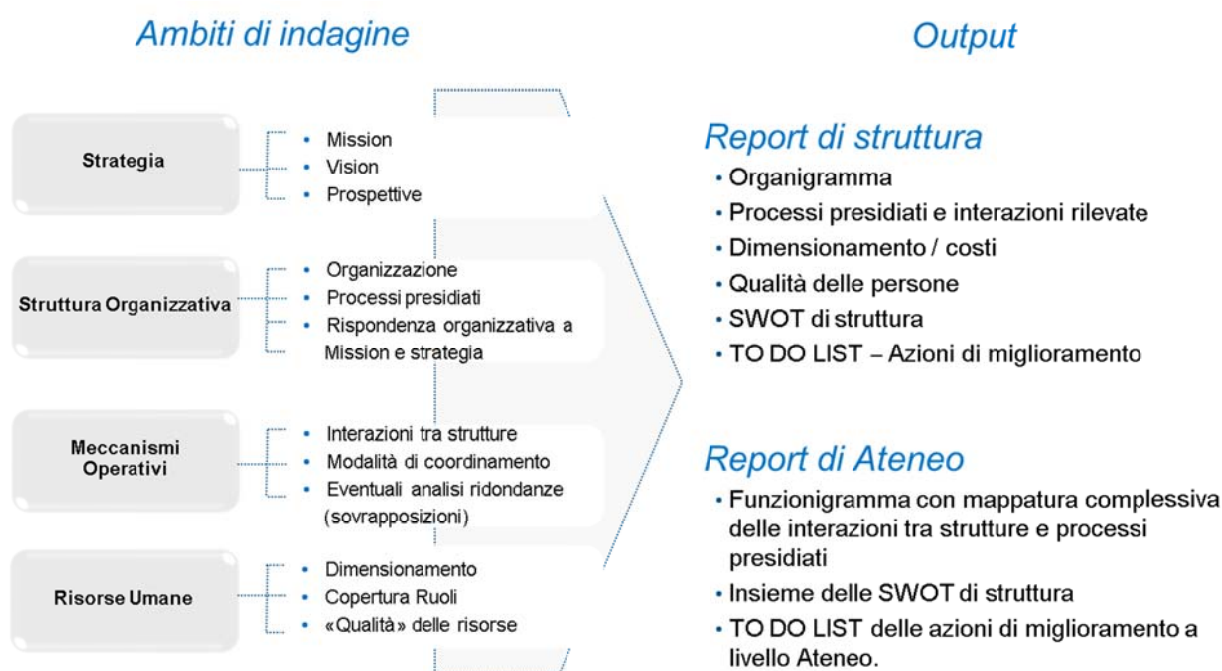 Ambiti di indagine
Strategia
• Mission
• Vision
• Prospettive
Struttura Organizzativa
• Organizzazione
• Processi presidiati
• Rispondenza organizzativa a
Mission e strategia
Meccanismi
Operativi
• Interazioni tra strutture
• Modalità di coordinamento
• Eventuali analisi ridondanze
(sovrapposizioni)
Risorse Umane
• Dimensionamento
• Copertura Ruoli
• «Qualità» delle risorse
Output
Report di struttura
• Organigramma
• Processi presidiati e interazioni rilevate
• Dimensionamento / costi
• Qualità delle persone
• SWOT di struttura
• TO DO LIST – Azioni di miglioramento
Report di Ateneo
• Funzionigramma con mappatura complessiva
delle interazioni tra strutture e processi
presidiati
• Insieme delle SWOT di struttura
• TO DO LIST delle azioni di miglioramento a
livello Ateneo.